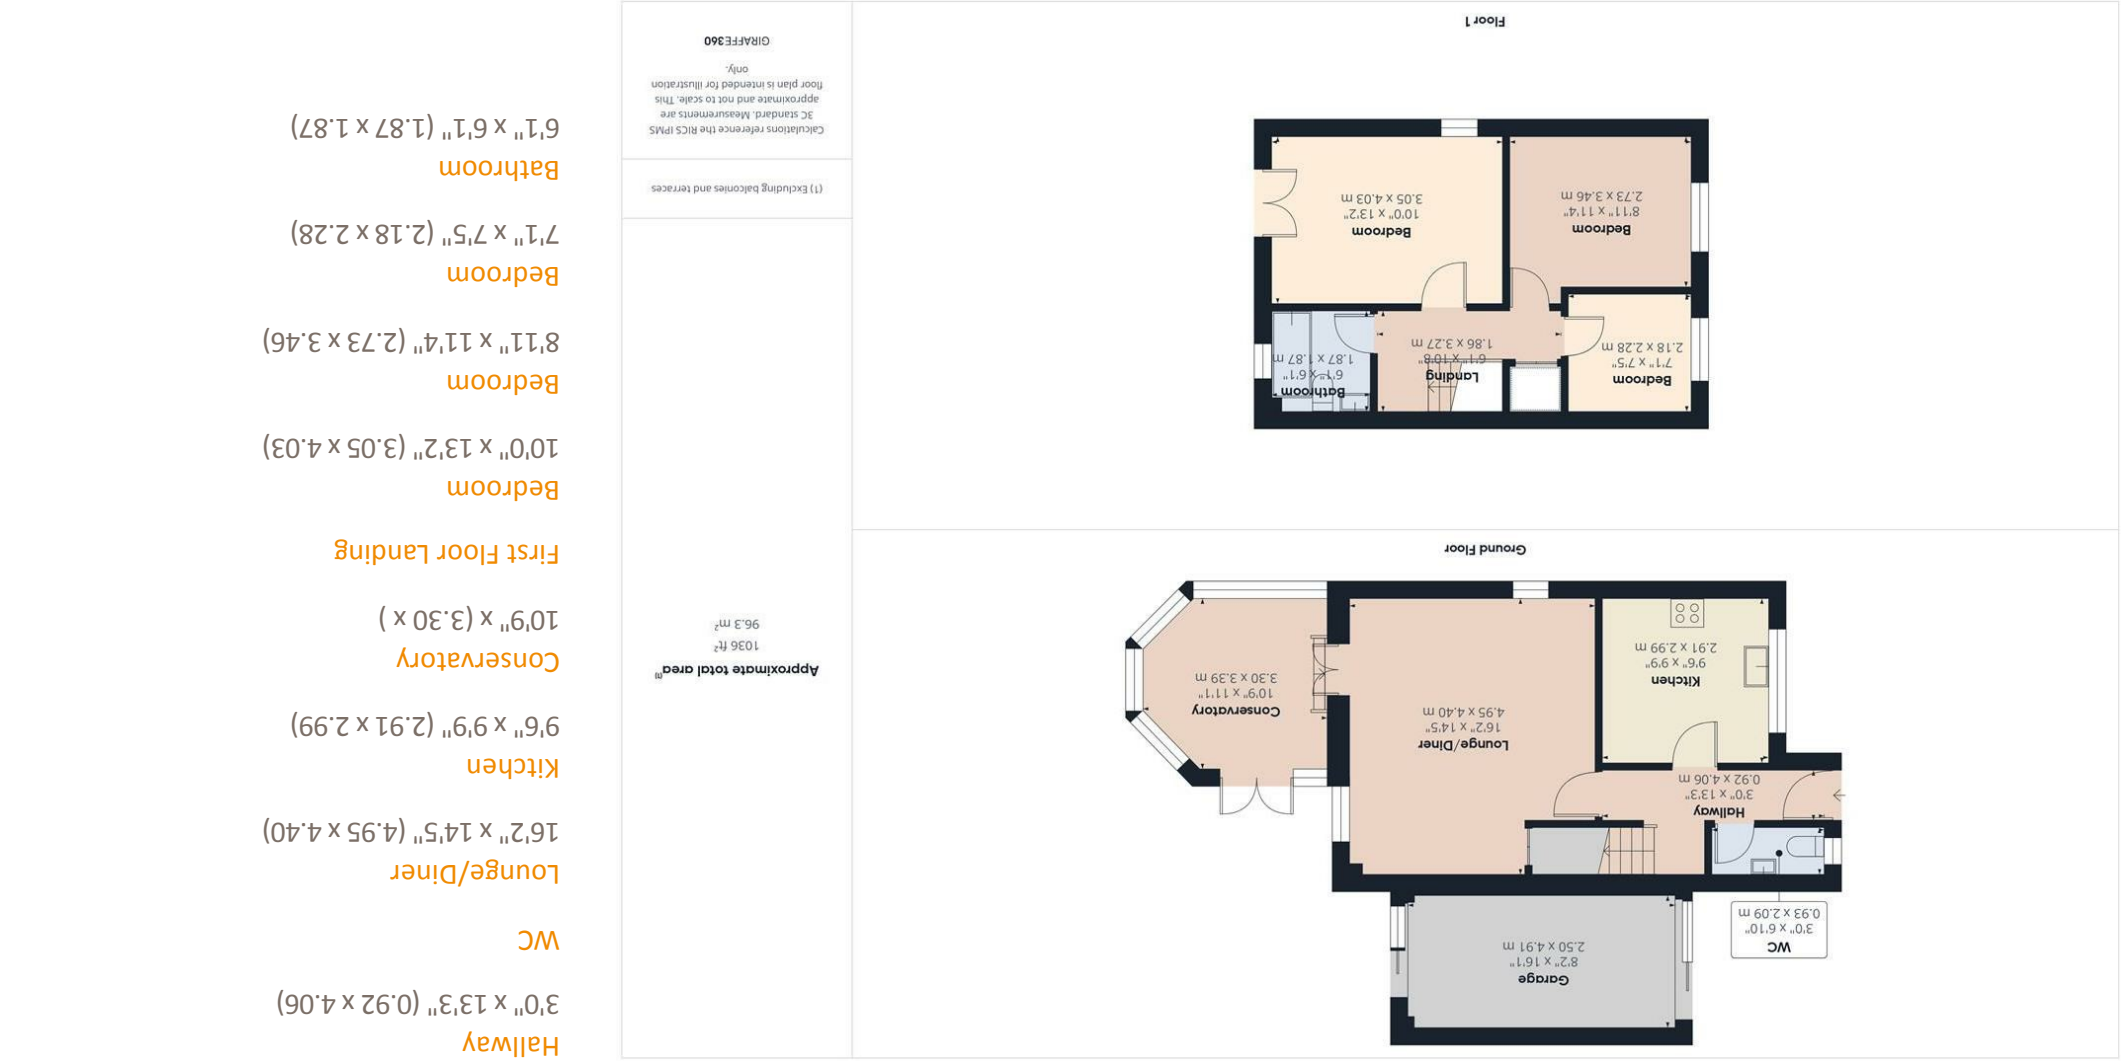 Hallway
3'0" x 13'3" (0.92 x 4.06)
WC
Lounge/Diner
16'2" x 14'5" (4.95 x 4.40)
Kitchen
9'6" x 9'9" (2.91 x 2.99)
Conservatory
10'9" x (3.30 x )
First Floor Landing
Bedroom
10'0" x 13'2" (3.05 x 4.03)
Bedroom
8'11" x 11'4" (2.73 x 3.46)
Bedroom
7'1" x 7'5" (2.18 x 2.28)
Bathroom
6'1" x 6'1" (1.87 x 1.87)
Garage
8'2" x 16'1"
2.50 x 4.91 m
WC
3'0" x 6'10"
0.93 x 2.09 m
Hallway
3'0" x 13'3"
0.92 x 4.06 m
Lounge/Diner
16'2" x 14'5"
4.95 x 4.40 m
Kitchen
9'6" x 9'9"
2.91 x 2.99 m
Conservatory
10'9" x 11'1"
3.30 x 3.39 m
Ground Floor
Bathroom
6'1" x 6'1"
1.87 x 1.87 m
Landing
6'1" x 10'8"
1.86 x 3.27 m
Bedroom
7'1" x 7'5"
2.18 x 2.28 m
Bedroom
10'0" x 13'2"
3.05 x 4.03 m
Bedroom
8'11" x 11'4"
2.73 x 3.46 m
Floor 1
Approximate total area⁽¹⁾
1036 ft²
96.3 m²
(1) Excluding balconies and terraces
Calculations reference the RICS IPMS
3C standard. Measurements are
approximate and not to scale. This
floor plan is intended for illustration
only.
GIRAFFE360